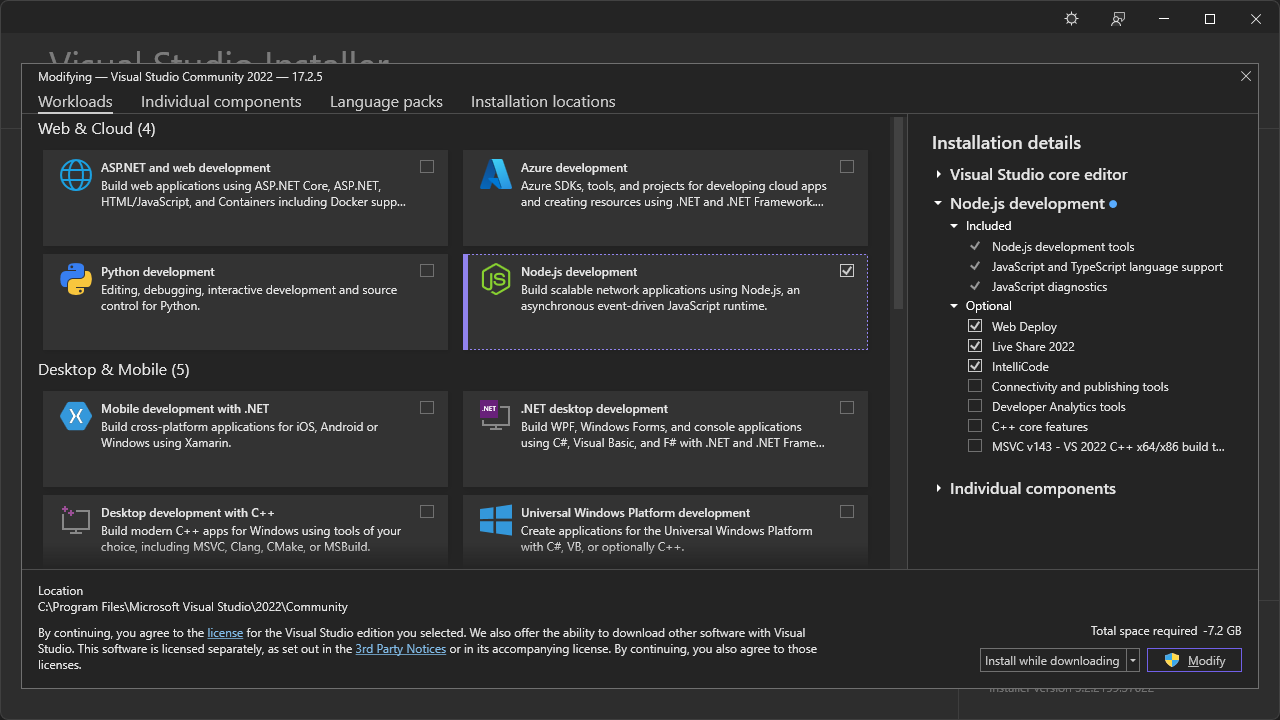 Visual Studio Installer
Modifying — Visual Studio Community 2022 — 17.2.5
Workloads
Individual components
Language packs
Installation locations
Web & Cloud (4)
ASP.NET and web development
Build web applications using ASP.NET Core, ASP.NET,
HTML/JavaScript, and Containers including Docker supp...
Azure development
Azure SDKs, tools, and projects for developing cloud apps
and creating resources using .NET and .NET Framework....
Python development
Editing, debugging, interactive development and source
control for Python.
JS
Node.js development
Build scalable network applications using Node.js, an
asynchronous event-driven JavaScript runtime.
Desktop & Mobile (5)
Mobile development with .NET
Build cross-platform applications for iOS, Android or
Windows using Xamarin.
.NET
.NET desktop development
Build WPF, Windows Forms, and console applications
using C#, Visual Basic, and F# with .NET and .NET Frame...
Desktop development with C++
Build modern C++ apps for Windows using tools of your
choice, including MSVC, Clang, CMake, or MSBuild.
Universal Windows Platform development
Create applications for the Universal Windows Platform
with C#, VB, or optionally C++.
Installation details
Visual Studio core editor
Node.js development
Included
Node.js development tools
JavaScript and TypeScript language support
JavaScript diagnostics
Optional
Web Deploy
Live Share 2022
IntelliCode
Connectivity and publishing tools
Developer Analytics tools
C++ core features
MSVC v143 - VS 2022 C++ x64/x86 build t...
Individual components
Location
C:\Program Files\Microsoft Visual Studio\2022\Community
By continuing, you agree to the license for the Visual Studio edition you selected. We also offer the ability to download other software with Visual
Studio. This software is licensed separately, as set out in the 3rd Party Notices or in its accompanying license. By continuing, you also agree to those
licenses.
Total space required -7.2 GB
Install while downloading
Modify